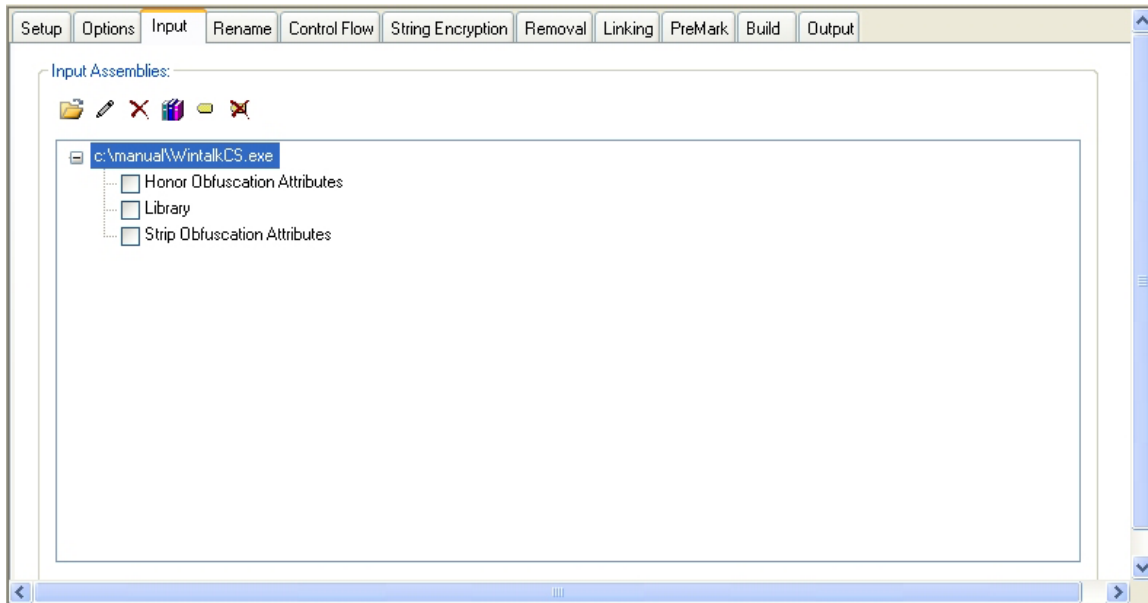 Setup Options Input Rename Control Flow String Encryption Removal Linking PreMark Build Output
Input Assemblies:
c:\manual\WintalkCS.exe
Honor Obfuscation Attributes
Library
Strip Obfuscation Attributes